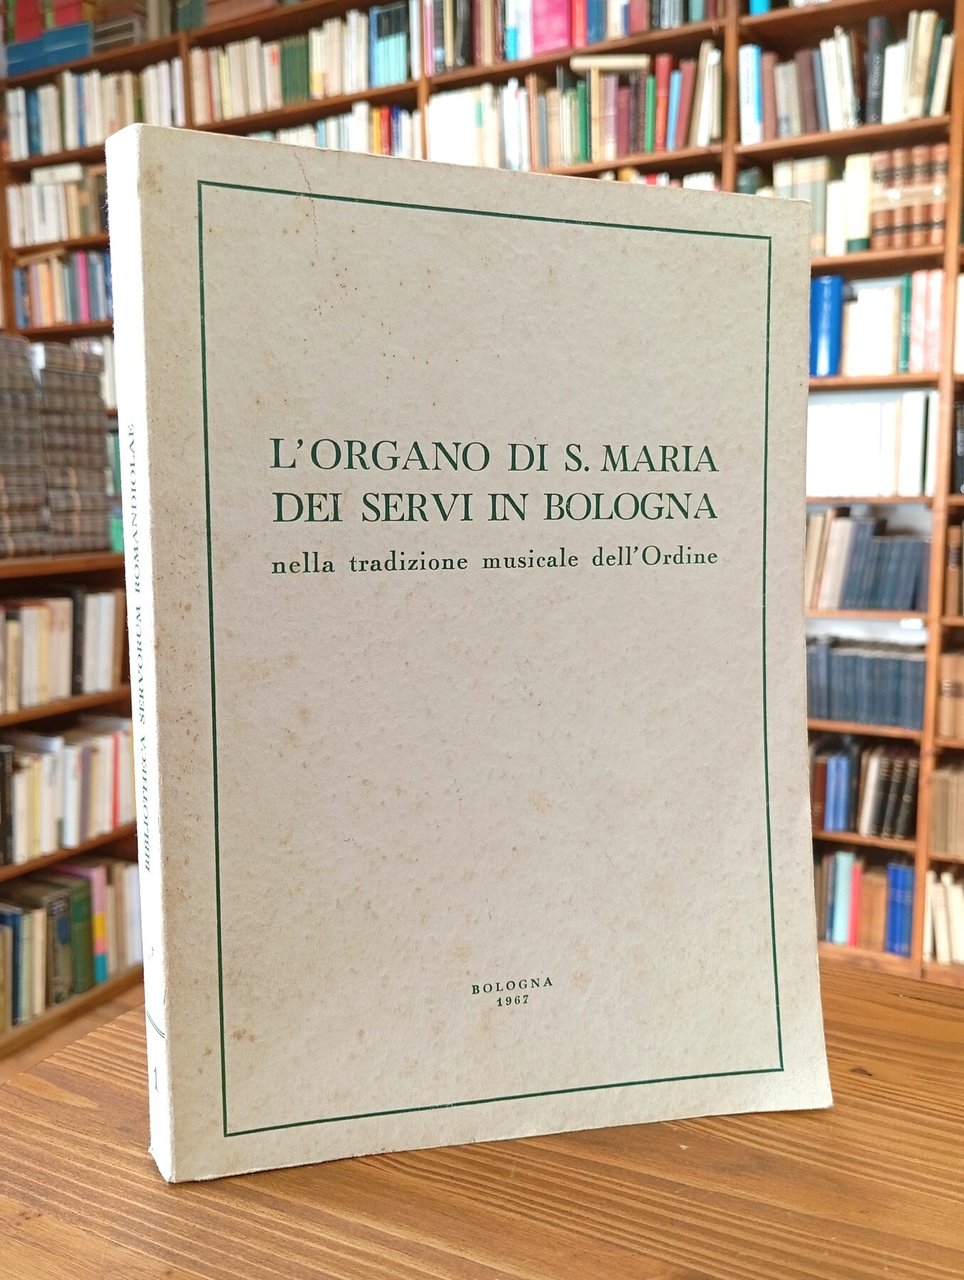 L'ORGANO DI S. MARIA
DEI SERVI IN BOLOGNA
nella tradizione musicale dell'Ordine
BOLOGNA
1967
BIBLIOTHECA SERVORUM ROMANDIOLAE
1